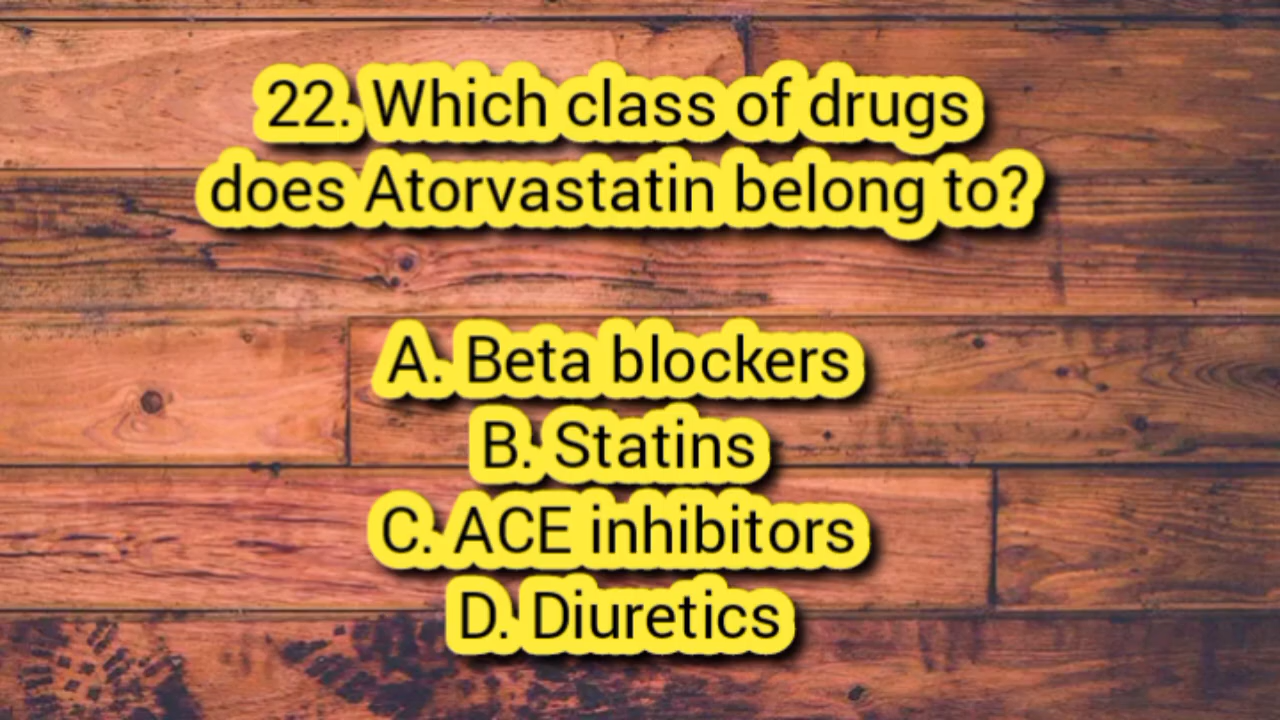 22. Which class of drugs
does Atorvastatin belong to?
A. Beta blockers
B. Statins
C. ACE inhibitors
D. Diuretics